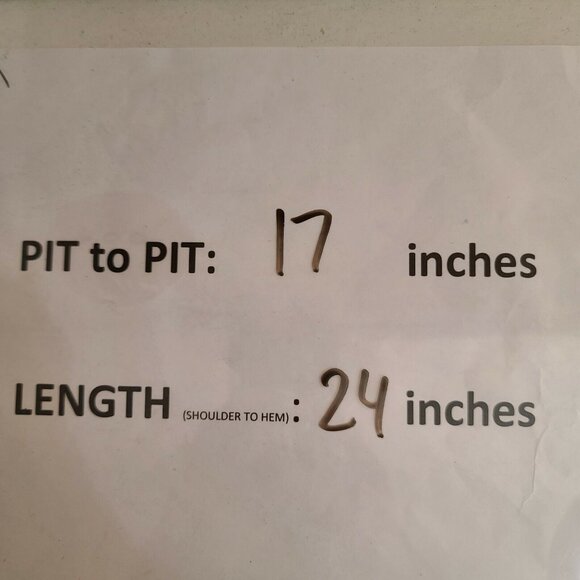 PIT to PIT: 17 inches
LENGTH (SHOULDER TO HEM): 24 inches